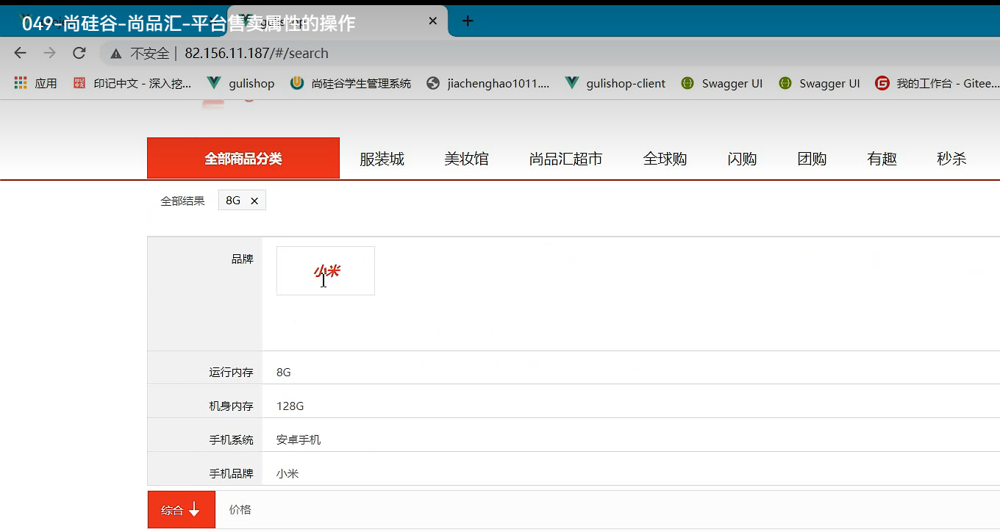 049-尚硅谷-尚品汇-平台售卖属性的操作
不安全 | 82.156.11.187/#/search
应用 印记中文 - 深入挖... gulishop 尚硅谷学生管理系统 jiachenghao1011.... gulishop-client Swagger UI Swagger UI 我的工作台 - Gitee...
全部商品分类 服装城 美妆馆 尚品汇超市 全球购 闪购 团购 有趣 秒杀
全部结果 8G ×
品牌 小米
运行内存 8G
机身内存 128G
手机系统 安卓手机
手机品牌 小米
综合 价格